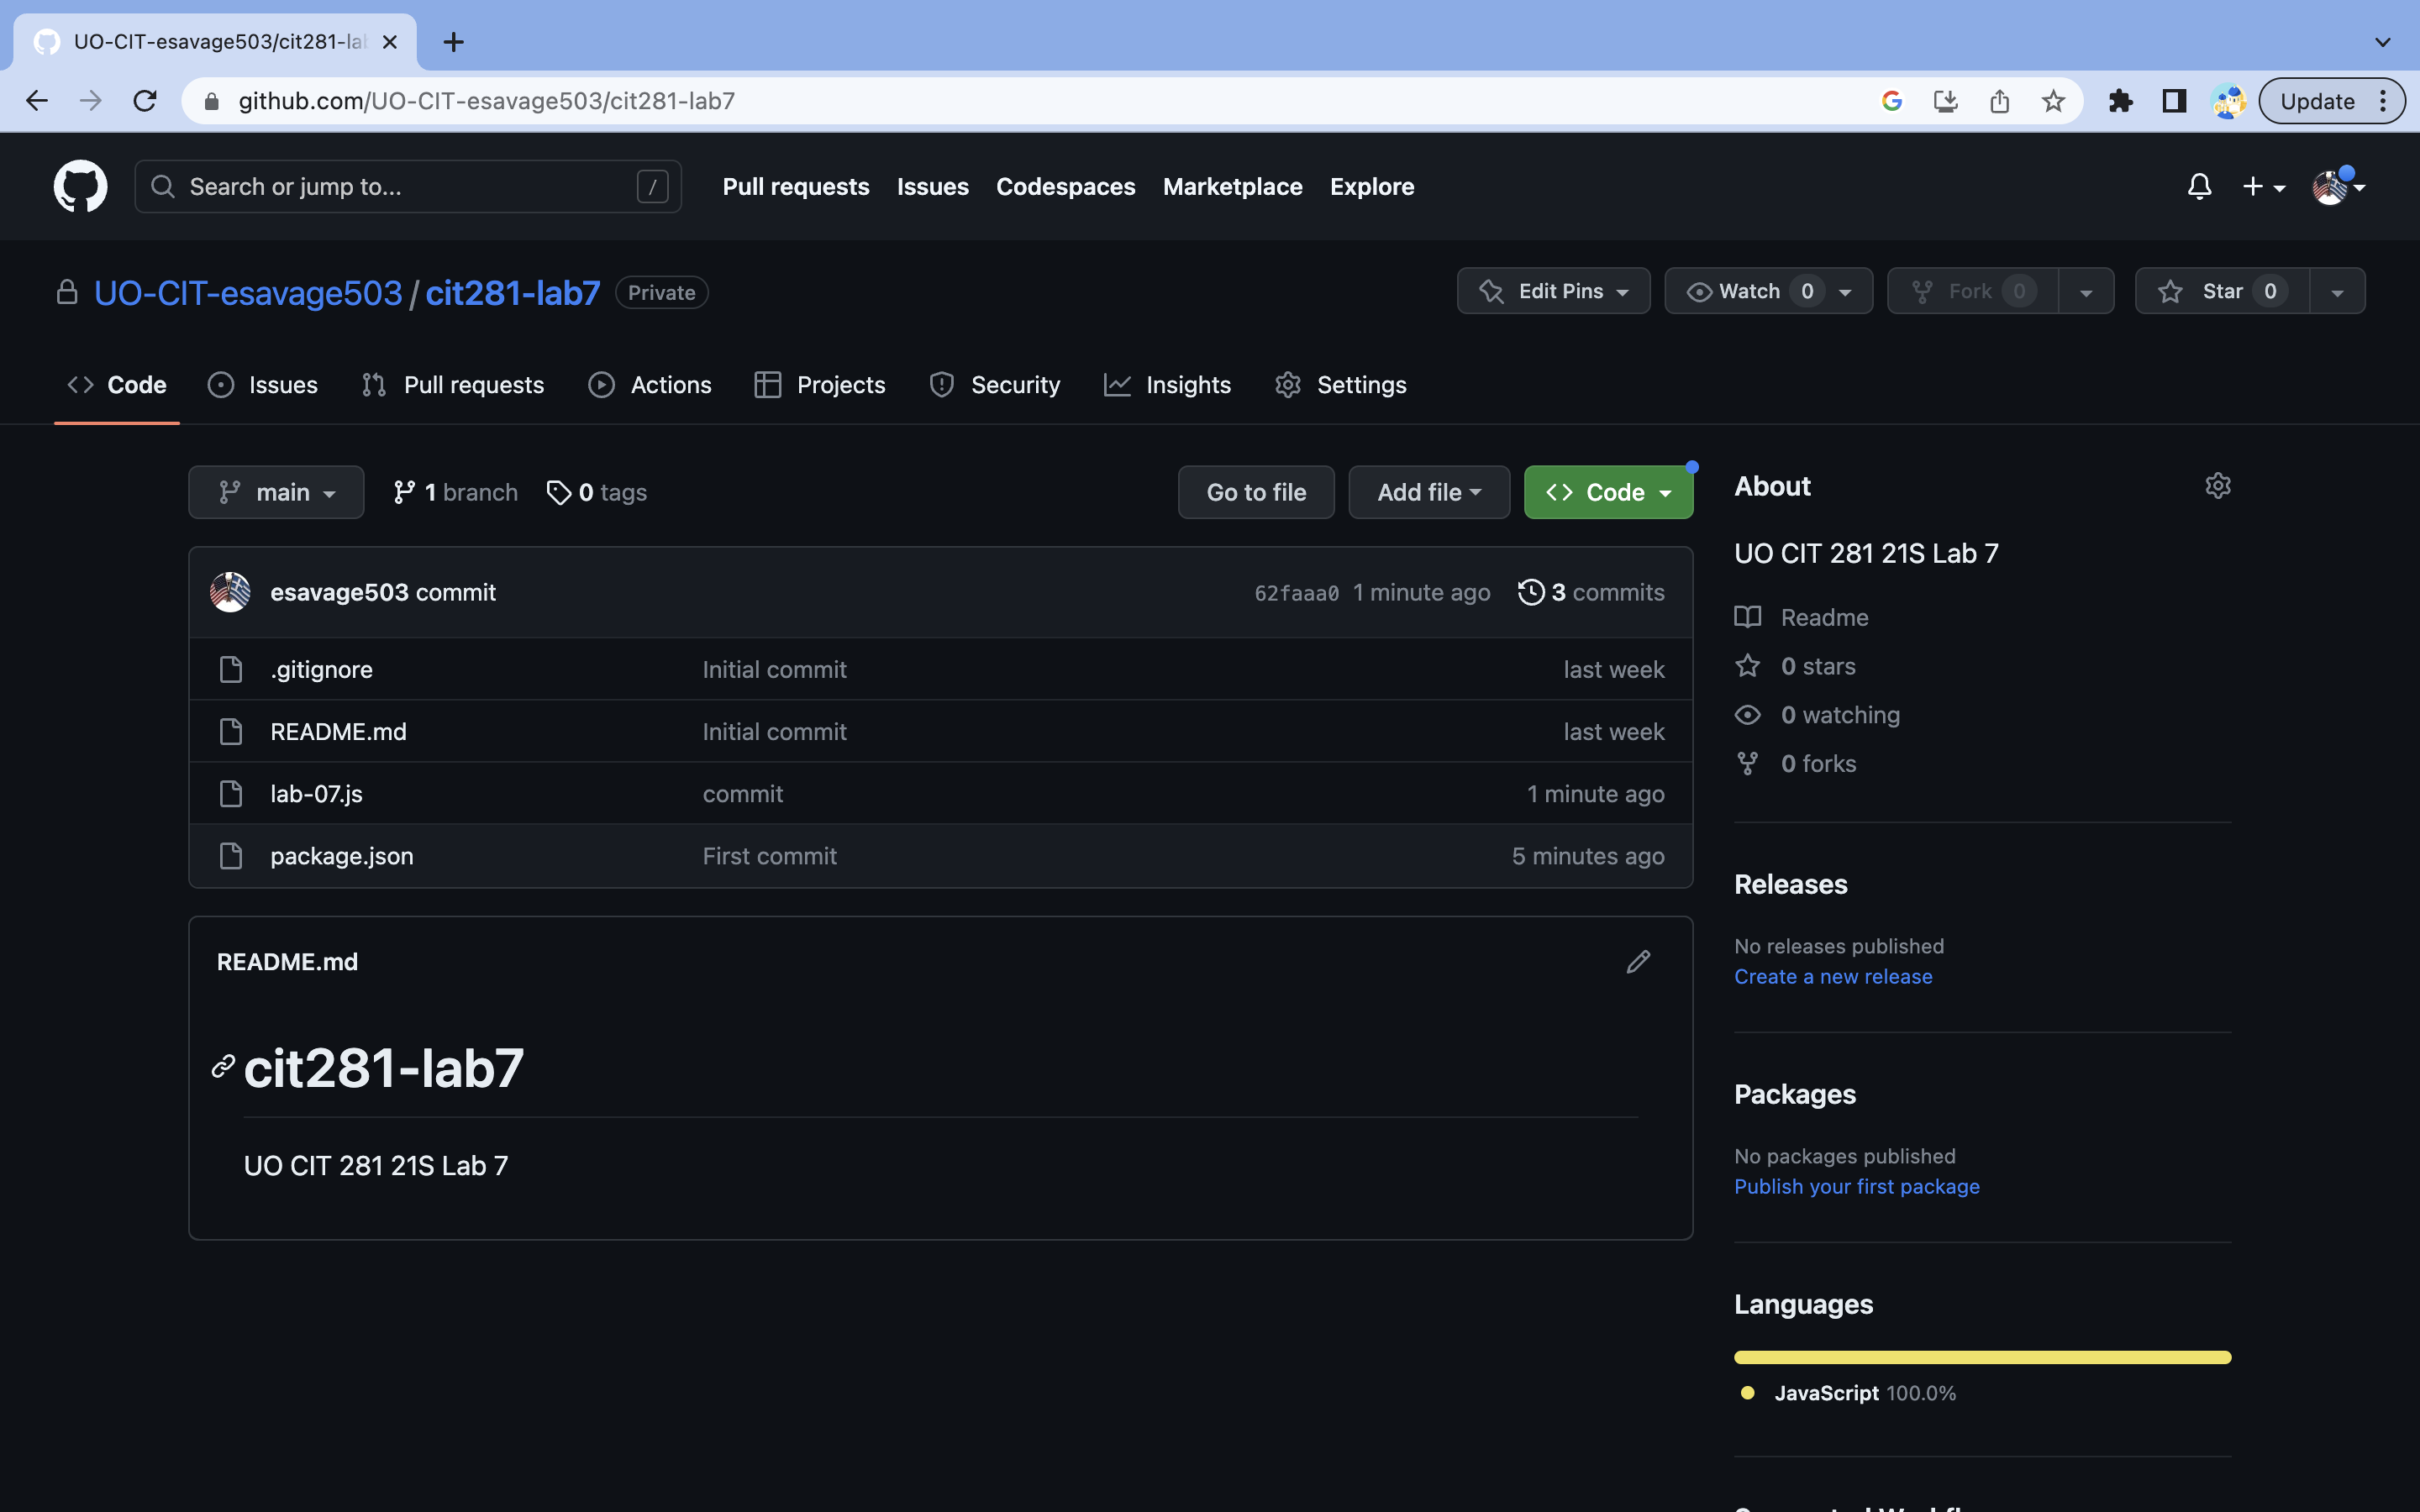 UO-CIT-esavage503/cit281-la
github.com/UO-CIT-esavage503/cit281-lab7
Update
Search or jump to... /
Pull requests Issues Codespaces Marketplace Explore
UO-CIT-esavage503 / cit281-lab7 Private
Edit Pins Watch 0 Fork 0 Star 0
Code Issues Pull requests Actions Projects Security Insights Settings
main 1 branch 0 tags Go to file Add file Code
esavage503 commit 62faaa0 1 minute ago 3 commits
.gitignore Initial commit last week
README.md Initial commit last week
lab-07.js commit 1 minute ago
package.json First commit 5 minutes ago
README.md
cit281-lab7
UO CIT 281 21S Lab 7
About
UO CIT 281 21S Lab 7
Readme
0 stars
0 watching
0 forks
Releases
No releases published
Create a new release
Packages
No packages published
Publish your first package
Languages
JavaScript 100.0%